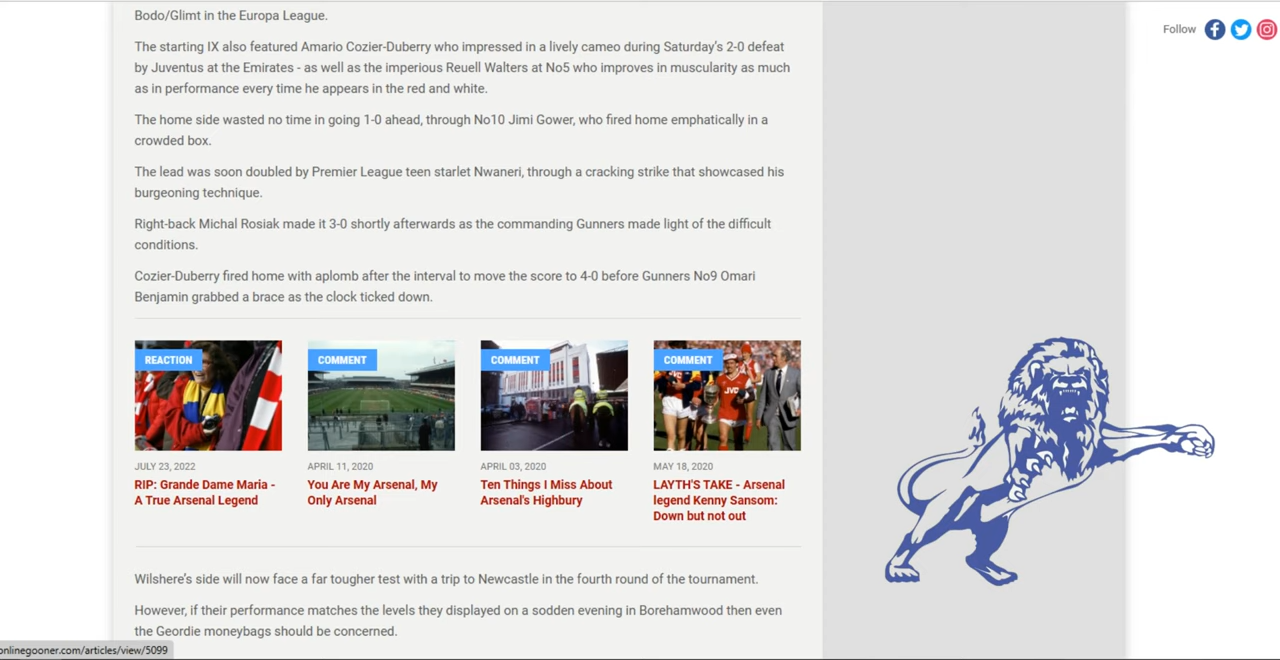 Bodo/Glimt in the Europa League.
Follow
The starting IX also featured Amario Cozier-Duberry who impressed in a lively cameo during Saturday's 2-0 defeat
by Juventus at the Emirates - as well as the imperious Reuell Walters at No5 who improves in muscularity as much
as in performance every time he appears in the red and white.
The home side wasted no time in going 1-0 ahead, through No10 Jimi Gower, who fired home emphatically in a
crowded box.
The lead was soon doubled by Premier League teen starlet Nwaneri, through a cracking strike that showcased his
burgeoning technique.
Right-back Michal Rosiak made it 3-0 shortly afterwards as the commanding Gunners made light of the difficult
conditions.
Cozier-Duberry fired home with aplomb after the interval to move the score to 4-0 before Gunners No9 Omari
Benjamin grabbed a brace as the clock ticked down.
REACTION
JULY 23, 2022
RIP: Grande Dame Maria -
A True Arsenal Legend
COMMENT
APRIL 11, 2020
You Are My Arsenal, My
Only Arsenal
COMMENT
APRIL 03, 2020
Ten Things I Miss About
Arsenal's Highbury
COMMENT
JVC
MAY 18, 2020
LAYTH'S TAKE - Arsenal
legend Kenny Sansom:
Down but not out
Wilshere's side will now face a far tougher test with a trip to Newcastle in the fourth round of the tournament.
However, if their performance matches the levels they displayed on a sodden evening in Borehamwood then even
the Geordie moneybags should be concerned.
onlinegooner.com/articles/view/5099